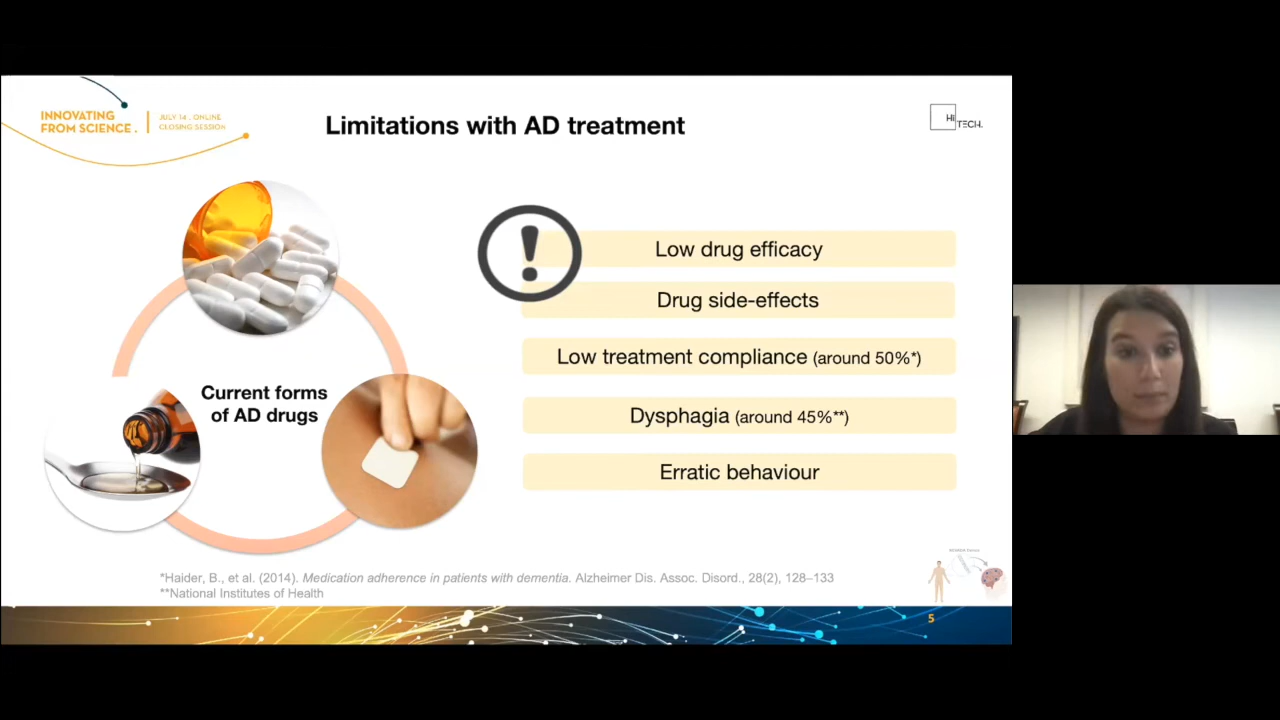 INNOVATING
FROM SCIENCE .
JULY 14 . ONLINE
CLOSING SESSION
Limitations with AD treatment
Hi
TECH.
Low drug efficacy
Drug side-effects
Low treatment compliance (around 50%*)
Dysphagia (around 45%**)
Erratic behaviour
Current forms
of AD drugs
*Haider, B., et al. (2014). Medication adherence in patients with dementia. Alzheimer Dis. Assoc. Disord., 28(2), 128–133
**National Institutes of Health
5